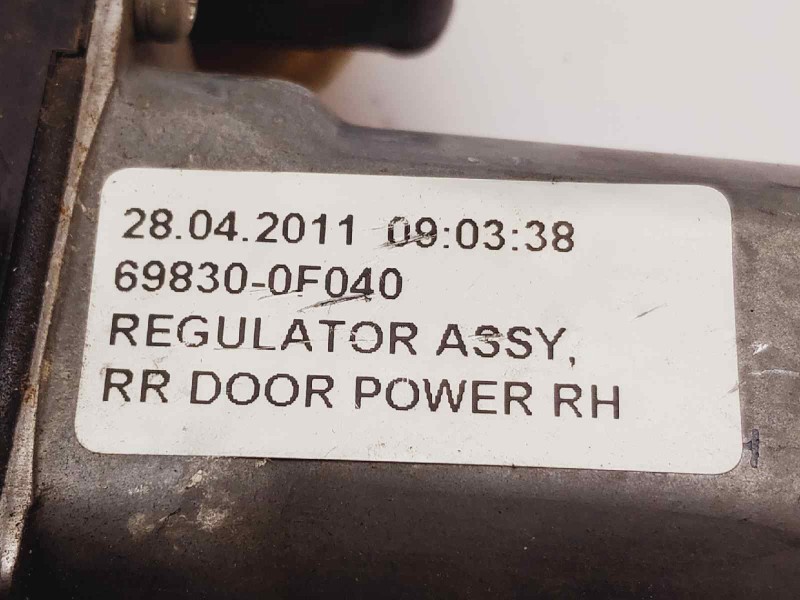 28.04.2011 09:03:38
69830-0F040
REGULATOR ASSY,
RR DOOR POWER RH